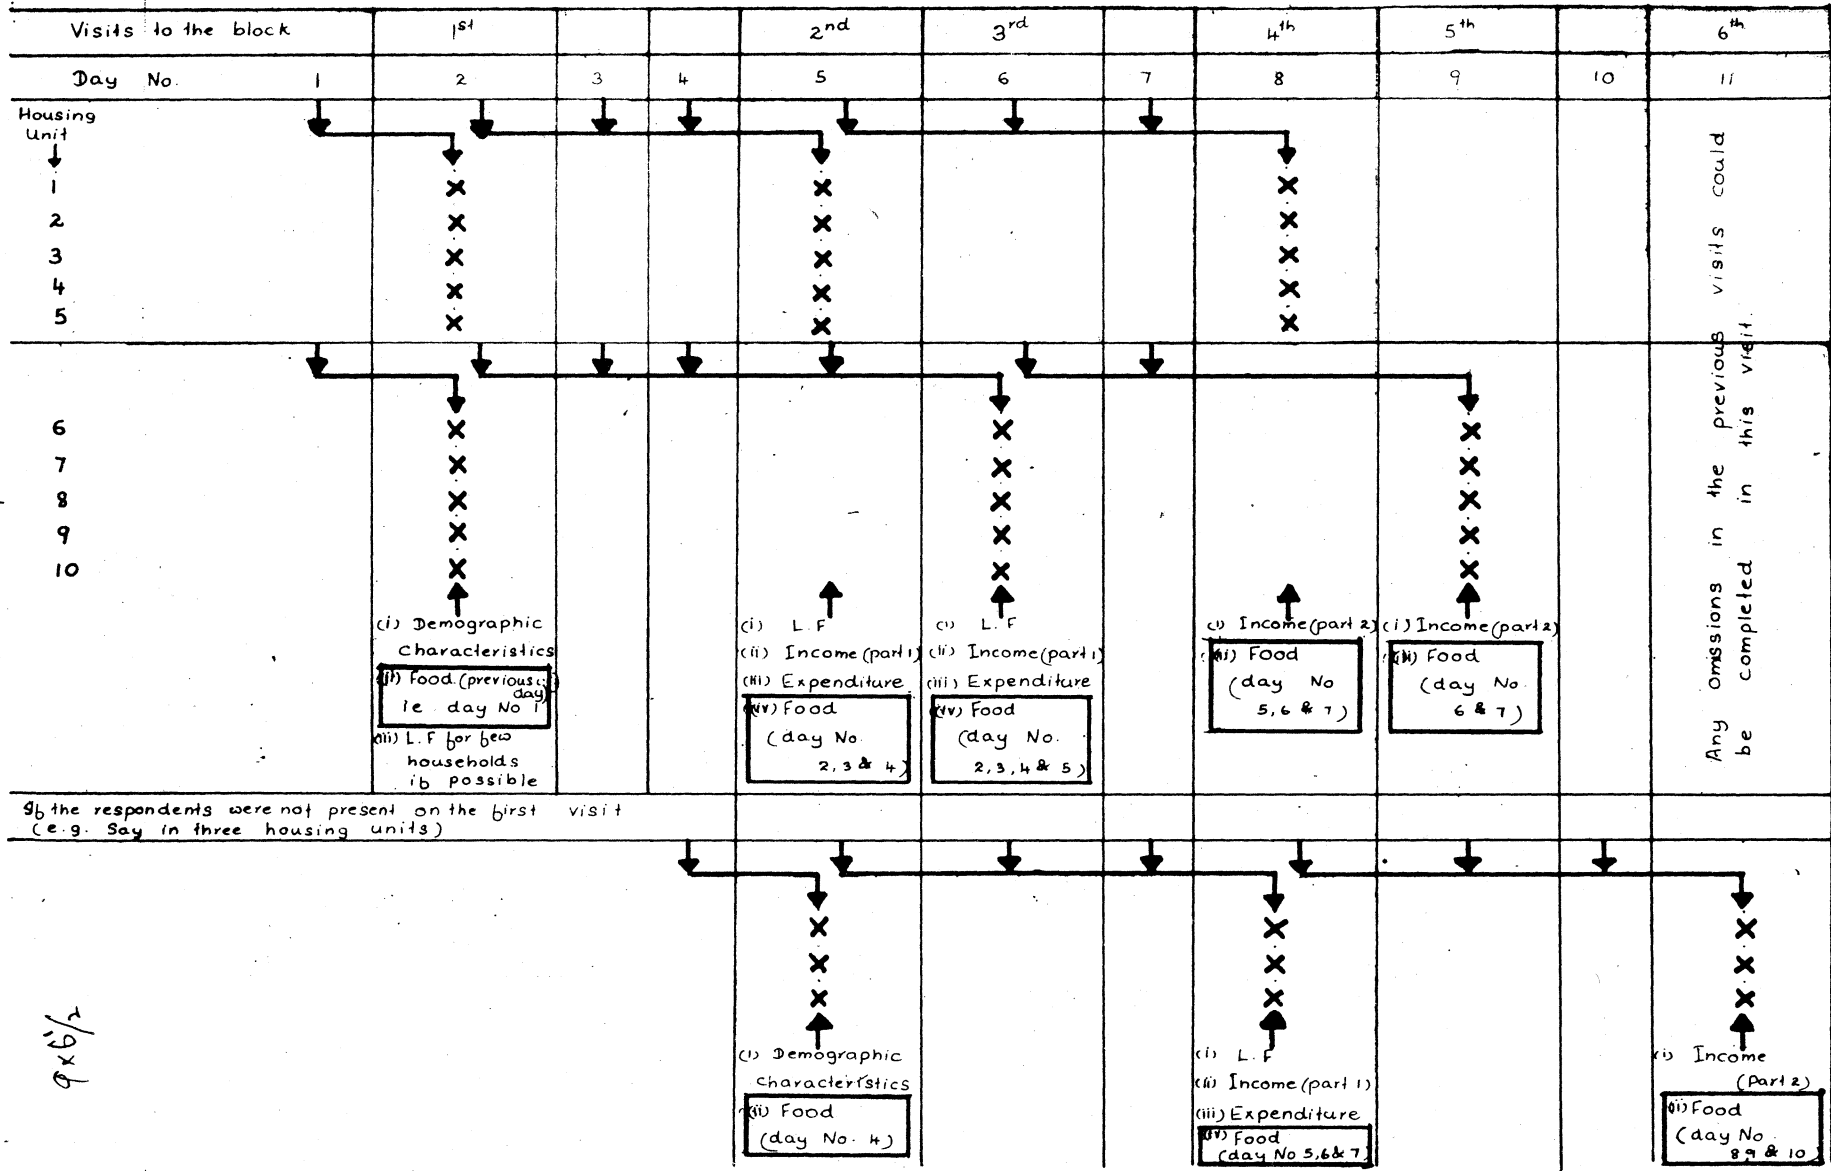 Visits to the block 1st 2nd 3rd 4th 5th 6th
Day No. 1 2 3 4 5 6 7 8 9 10 11
Housing
Unit
1
2
3
4
5
6
7
8
9
10
(i) Demographic
Characteristics
(ii) Food (previous
day)
ie day No 1
(iii) L.F for few
households
if possible
(i) L.F
(ii) Income (part 1)
(iii) Expenditure
(iv) Food
(day No.
2, 3 & 4)
(i) L.F
(ii) Income (part 1)
(iii) Expenditure
(iv) Food
(day No.
2, 3, 4 & 5)
(i) Income (part 2)
(ii) Food
(day No
5, 6 & 7)
(i) Income (part 2)
(ii) Food
(day No.
6 & 7)
Any omissions in the previous visits could
be completed in this visit.
If the respondents were not present on the first visit
(e.g. Say in three housing units)
(i) Demographic
characteristics
(ii) Food
(day No. 4)
(i) L.F
(ii) Income (part 1)
(iii) Expenditure
(iv) Food
(day No 5, 6 & 7)
(i) Income
(Part 2)
(ii) Food
(day No.
8, 9 & 10)